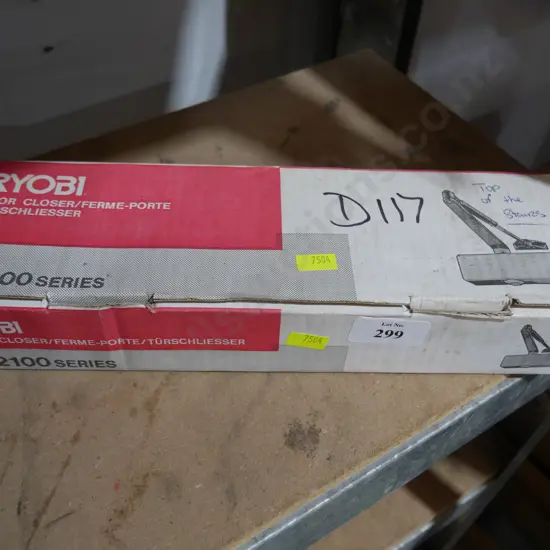 RYOBI
OR CLOSER/FERME-PORTE
RSCHLIESSER
D117
Top
of the
Stairs
7504
00 SERIES
BI
CLOSER/FERME-PORTE/TÜRSCHLIESSER
2100 SERIES
7504
Lot No.
299